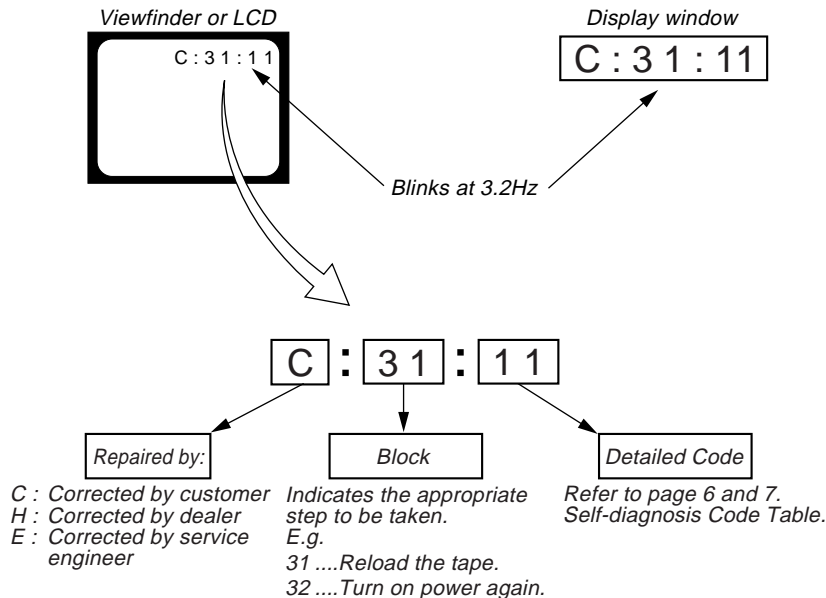 Viewfinder or LCD
Display window
C : 3 1 : 1 1
C : 3 1 : 11
Blinks at 3.2Hz
C : 3 1 : 1 1
Repaired by:
Block
Detailed Code
C : Corrected by customer
H : Corrected by dealer
E : Corrected by service
engineer
Indicates the appropriate
step to be taken.
E.g.
31 ....Reload the tape.
32 ....Turn on power again.
Refer to page 6 and 7.
Self-diagnosis Code Table.